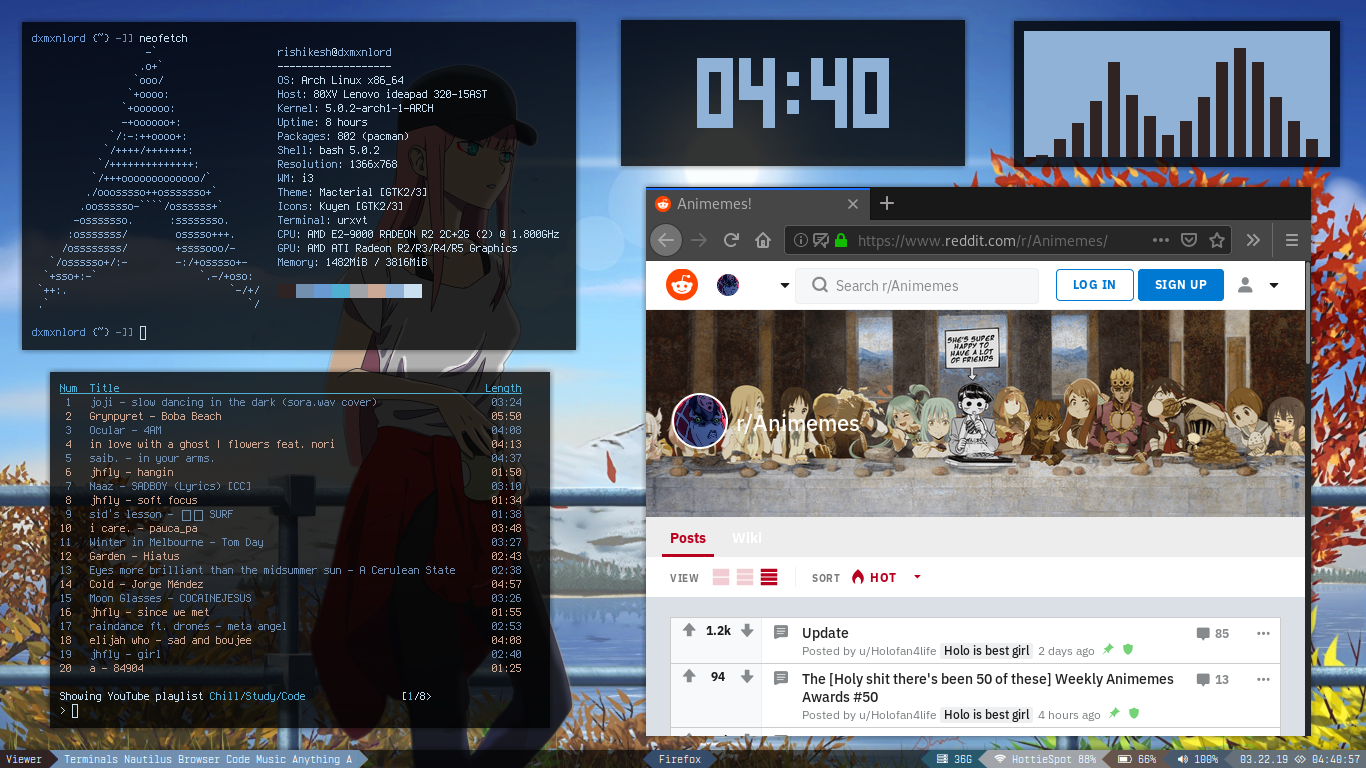 dxmxnlord (~) -]] neofetch
rishikesh@dxmxnlord
-------------------
OS: Arch Linux x86_64
Host: 80XV Lenovo ideapad 320-15AST
Kernel: 5.0.2-arch1-1-ARCH
Uptime: 8 hours
Packages: 802 (pacman)
Shell: bash 5.0.2
Resolution: 1366x768
WM: i3
Theme: Macterial [GTK2/3]
Icons: Kuyen [GTK2/3]
Terminal: urxvt
CPU: AMD E2-9000 RADEON R2 2C+2G (2) @ 1.800GHz
GPU: AMD ATI Radeon R2/R3/R4/R5 Graphics
Memory: 1482MiB / 3816MiB
dxmxnlord (~) -]]
04:40
Num Title Length
1 joji - slow dancing in the dark (sora.wav cover) 03:24
2 Grynpyret - Boba Beach 05:50
3 Ocular - 4AM 04:08
4 in love with a ghost | flowers feat. nori 04:13
5 saib. - in your arms. 04:37
6 jhfly - hangin 01:50
7 Naaz - SADBOY (Lyrics) [CC] 03:10
8 jhfly - soft focus 01:34
9 sid's lesson - □□ SURF 01:38
10 i care. - pauca_pa 03:48
11 Winter in Melbourne - Tom Day 03:27
12 Garden - Hiatus 02:43
13 Eyes more brilliant than the midsummer sun - A Cerulean State 02:38
14 Cold - Jorge Méndez 04:57
15 Moon Glasses - COCAINEJESUS 03:26
16 jhfly - since we met 01:55
17 raindance ft. drones - meta angel 02:53
18 elijah who - sad and boujee 04:08
19 jhfly - girl 02:40
20 a - 84904 01:25
Showing YouTube playlist Chill/Study/Code [1/8>
>
Animemes!
https://www.reddit.com/r/Animemes/
Search r/Animemes
LOG IN
SIGN UP
SHE'S SUPER
HAPPY TO
HAVE A LOT
OF FRIENDS
r/Animemes
Posts Wiki
VIEW SORT HOT
1.2k Update 85
Posted by u/Holofan4life Holo is best girl 2 days ago
94 The [Holy shit there's been 50 of these] Weekly Animemes 13
Awards #50
Posted by u/Holofan4life Holo is best girl 4 hours ago
Viewer Terminals Nautilus Browser Code Music Anything A Firefox 36G HottieSpot 88% 66% 100% 03.22.19 04:40:57